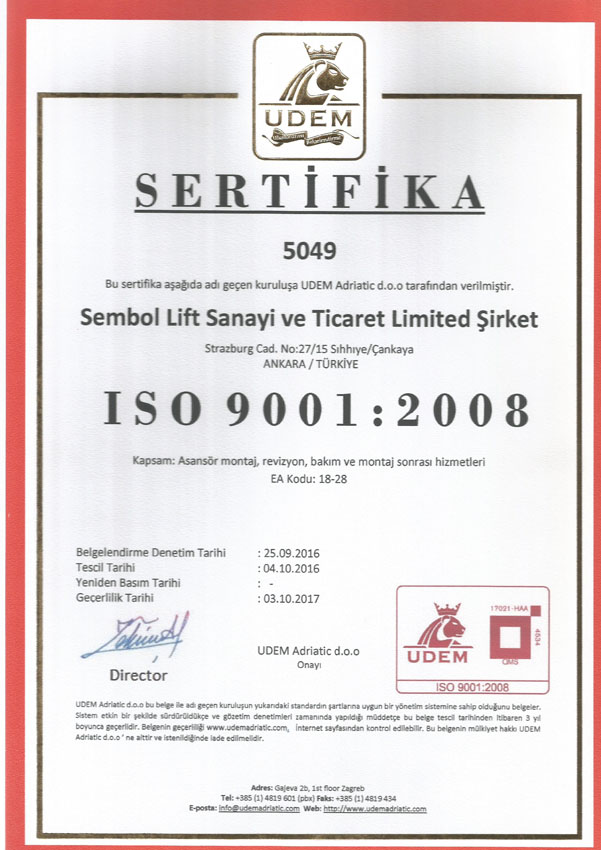 UDEM
SERTİFİKA
5049
Bu sertifika aşağıda adı geçen kuruluşa UDEM Adriatic d.o.o tarafından verilmiştir.
Sembol Lift Sanayi ve Ticaret Limited Şirket
Strazburg Cad. No:27/15 Sıhhıye/Çankaya
ANKARA / TÜRKİYE
ISO 9001:2008
Kapsam: Asansör montaj, revizyon, bakım ve montaj sonrası hizmetleri
EA Kodu: 18-28
Belgelendirme Denetim Tarihi : 25.09.2016
Tescil Tarihi : 04.10.2016
Yeniden Basım Tarihi : -
Geçerlilik Tarihi : 03.10.2017
Director
UDEM Adriatic d.o.o
Onayı
17021-HAA
4634
QMS
UDEM
ISO 9001:2008
UDEM Adriatic d.o.o bu belge ile adı geçen kuruluşun yukarıdaki standardın şartlarına uygun bir yönetim sistemine sahip olduğunu belgeler.
Sistem etkin bir şekilde sürdürüldükçe ve gözetim denetimleri zamanında yapıldığı müddetçe bu belge tescil tarihinden itibaren 3 yıl
boyunca geçerlidir. Belgenin geçerliliği www.udemadriatic.com, internet sayfasından kontrol edilebilir. Bu belgenin mülkiyet hakkı UDEM
Adriatic d.o.o ' ne aittir ve istenildiğinde iade edilmelidir.
Adres: Gajeva 2b, 1st floor Zagreb
Tel: +385 (1) 4819 601 (pbx) Faks: +385 (1) 4819 434
E-posta: info@udemadriatic.com Web: http://www.udemadriatic.com